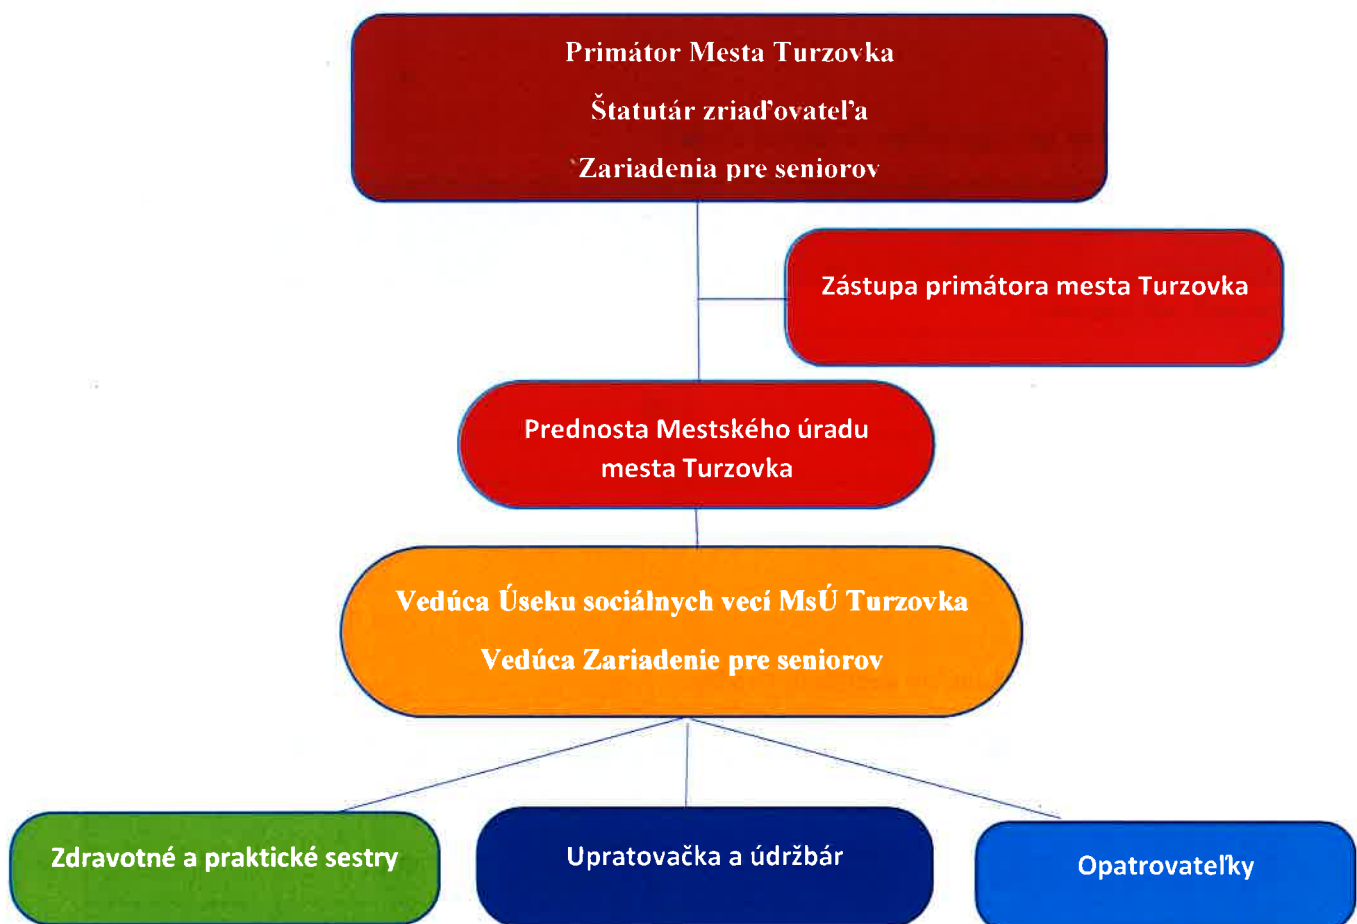 Primátor Mesta Turzovka
Štatutár zriaďovateľa
Zariadenia pre seniorov
Zástupa primátora mesta Turzovka
Prednosta Mestského úradu
mesta Turzovka
Vedúca Úseku sociálnych vecí MsÚ Turzovka
Vedúca Zariadenie pre seniorov
Zdravotné a praktické sestry
Upratovačka a údržbár
Opatrovateľky